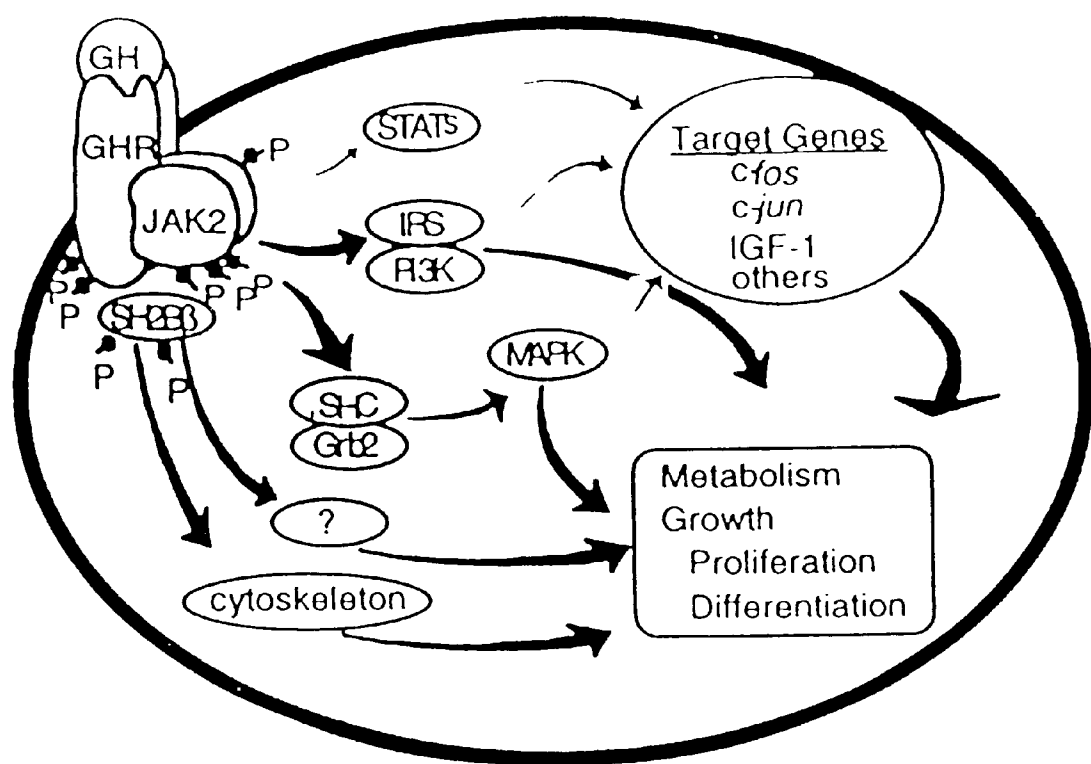 GH
GHR
JAK2
P
P
P
P
P
P
P
SH2Bβ
P
P
STATs
IRS
PI3K
SHC
Grb2
MAPK
?
cytoskeleton
Target Genes
c-fos
c-jun
IGF-1
others
Metabolism
Growth
Proliferation
Differentiation